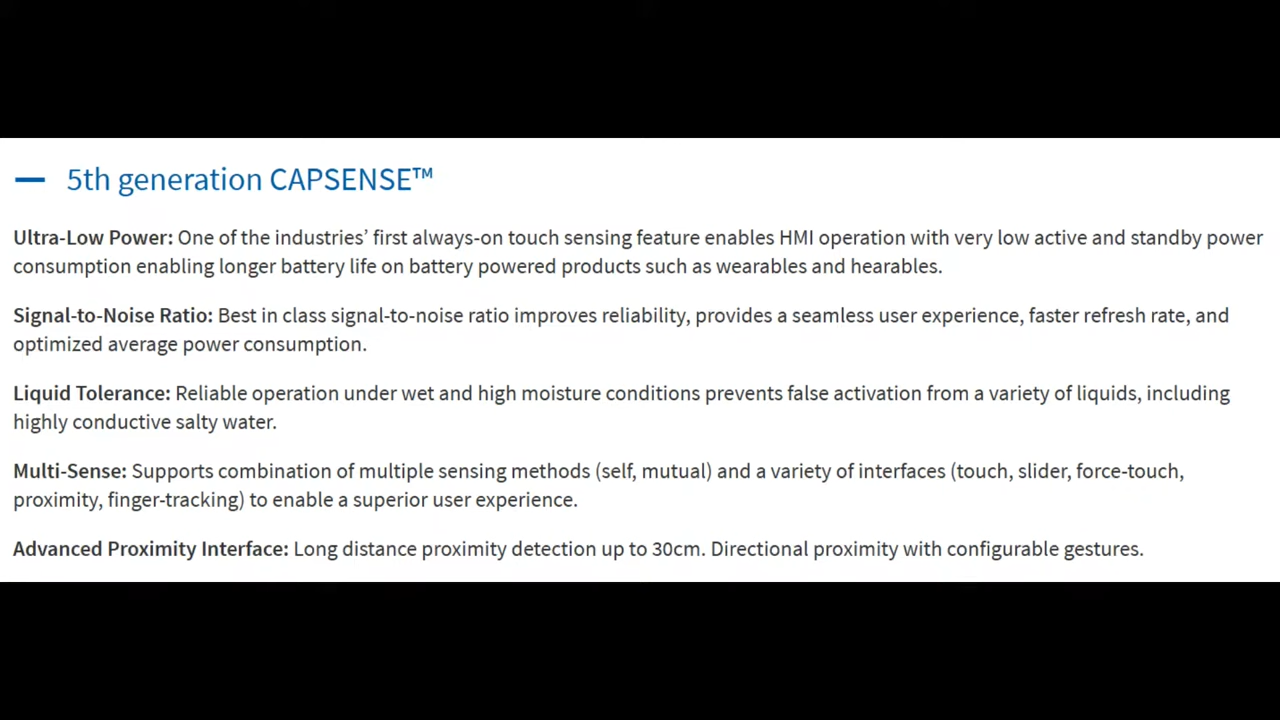 — 5th generation CAPSENSE™
Ultra-Low Power: One of the industries’ first always-on touch sensing feature enables HMI operation with very low active and standby power
consumption enabling longer battery life on battery powered products such as wearables and hearables.
Signal-to-Noise Ratio: Best in class signal-to-noise ratio improves reliability, provides a seamless user experience, faster refresh rate, and
optimized average power consumption.
Liquid Tolerance: Reliable operation under wet and high moisture conditions prevents false activation from a variety of liquids, including
highly conductive salty water.
Multi-Sense: Supports combination of multiple sensing methods (self, mutual) and a variety of interfaces (touch, slider, force-touch,
proximity, finger-tracking) to enable a superior user experience.
Advanced Proximity Interface: Long distance proximity detection up to 30cm. Directional proximity with configurable gestures.